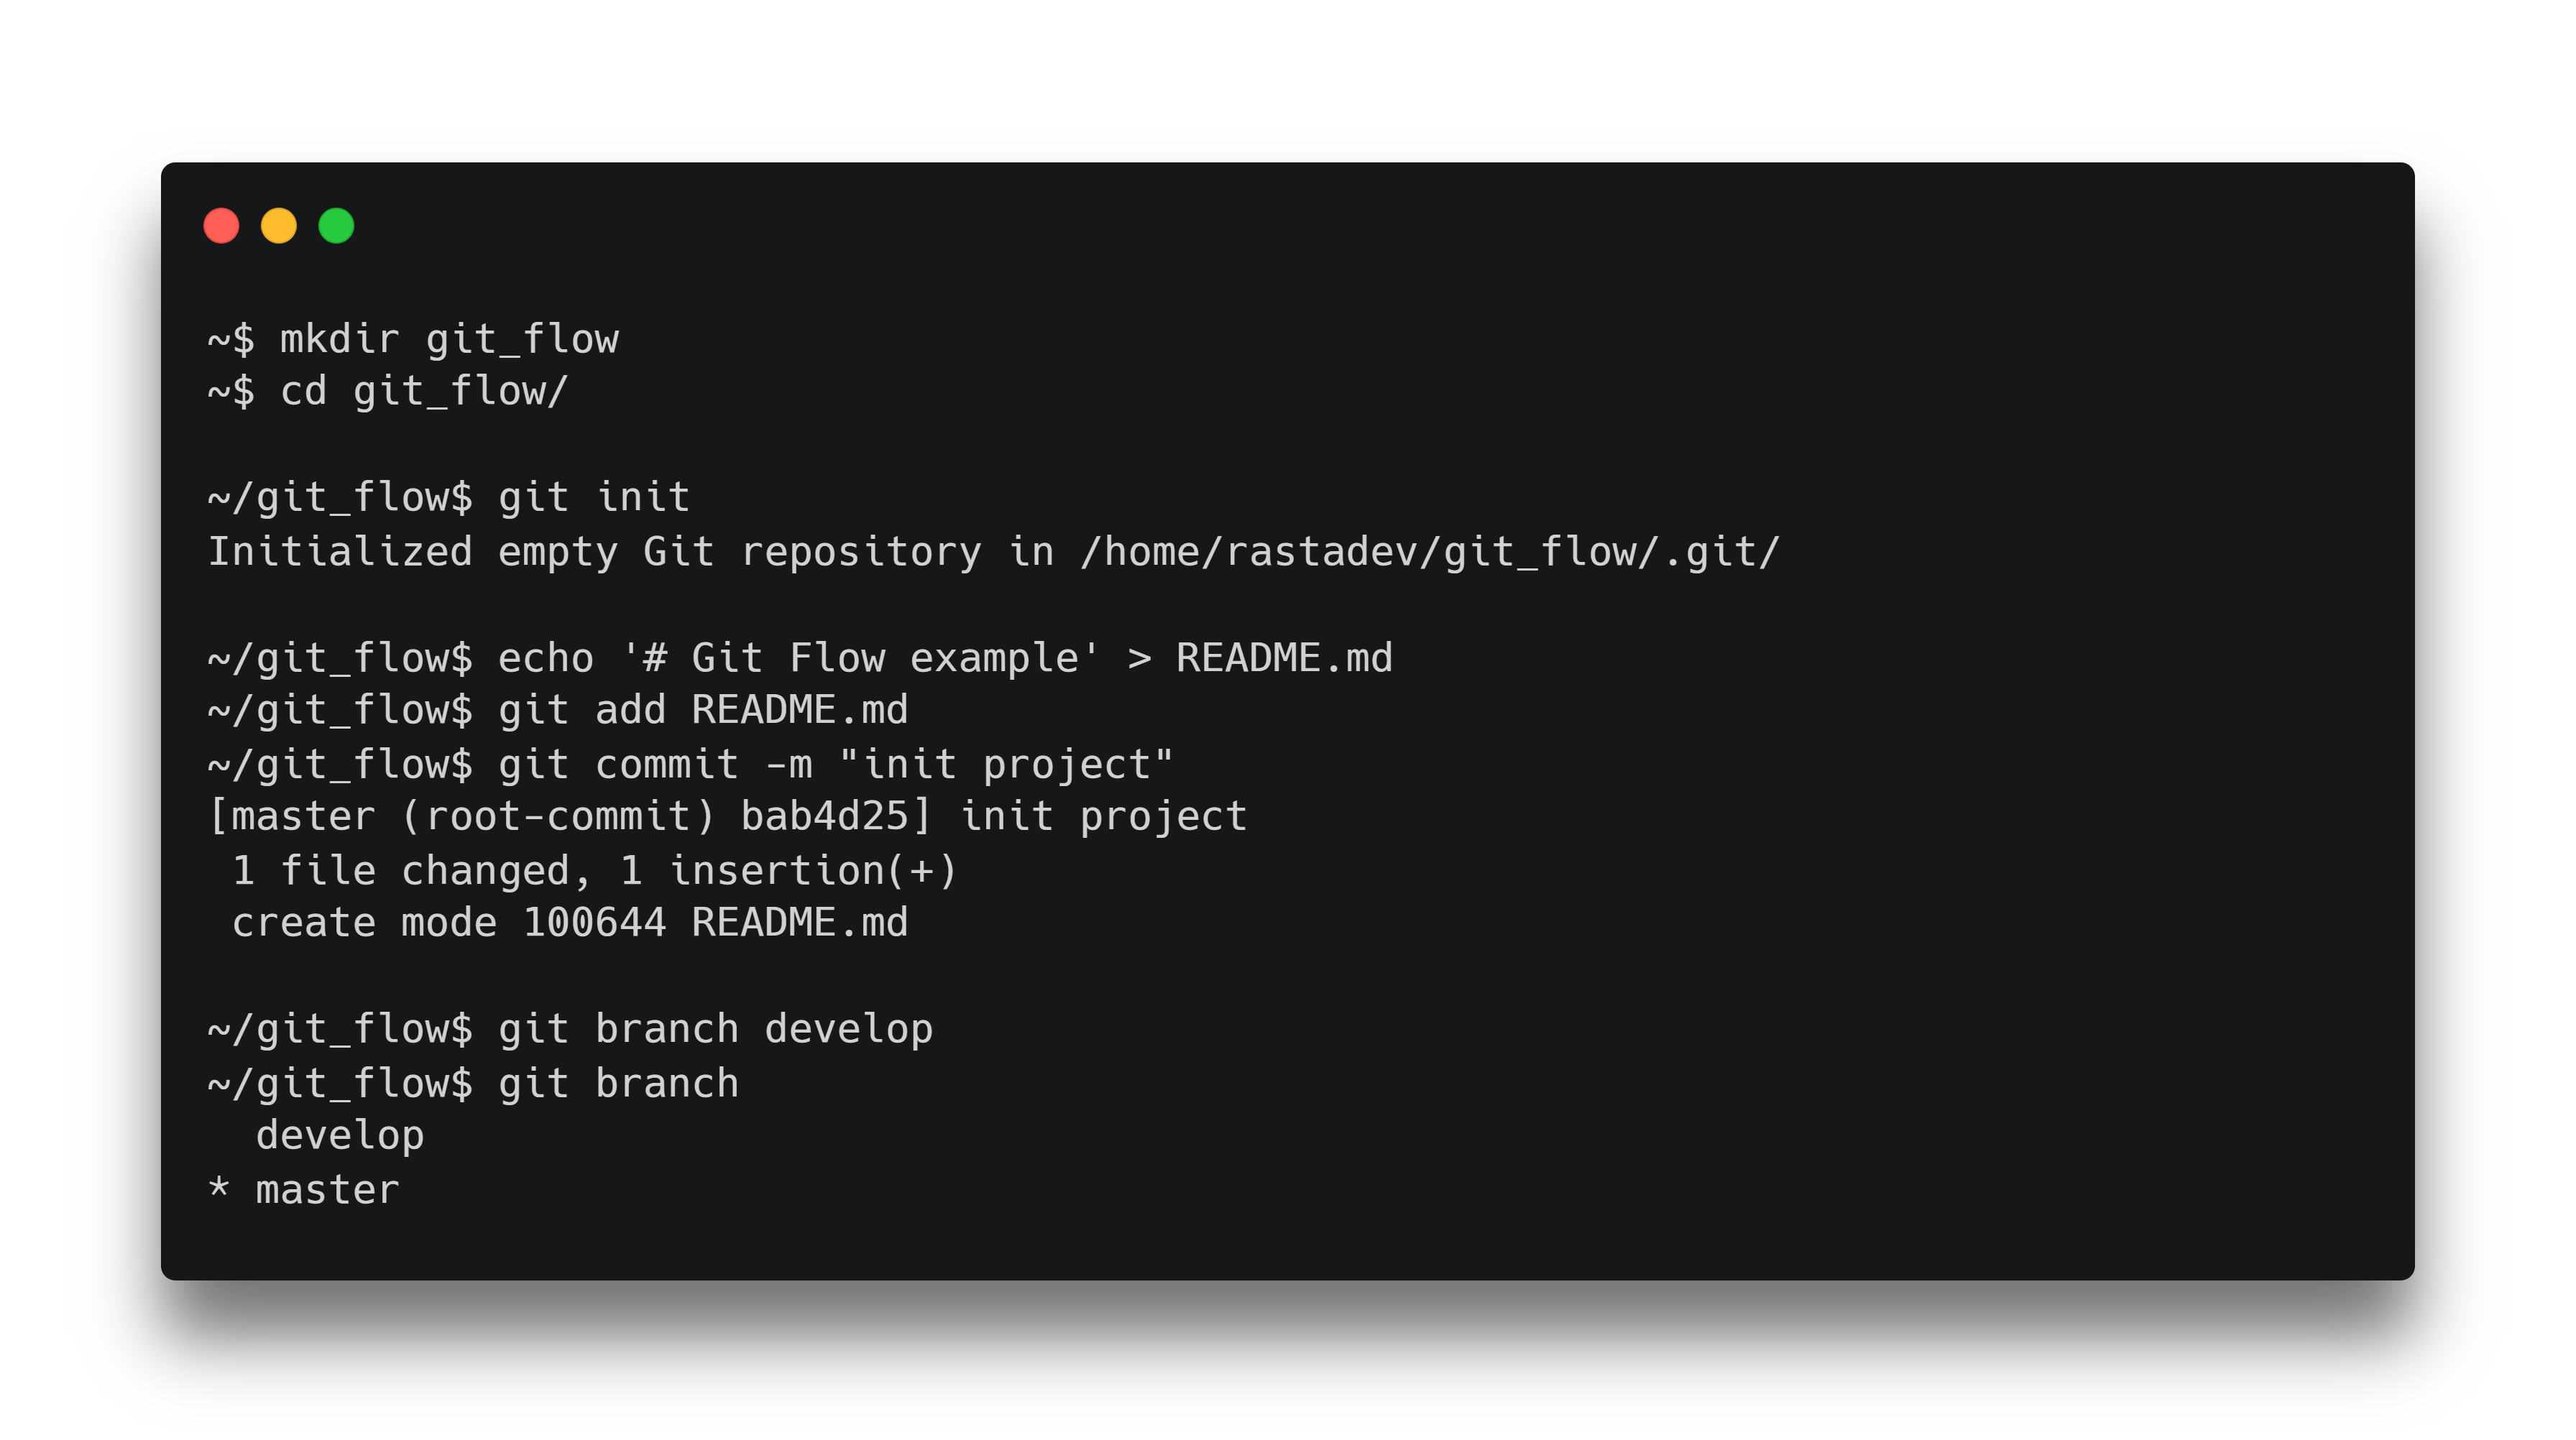 ~$ mkdir git_flow
~$ cd git_flow/

~/git_flow$ git init
Initialized empty Git repository in /home/rastadev/git_flow/.git/

~/git_flow$ echo '# Git Flow example' > README.md
~/git_flow$ git add README.md
~/git_flow$ git commit -m "init project"
[master (root-commit) bab4d25] init project
 1 file changed, 1 insertion(+)
 create mode 100644 README.md

~/git_flow$ git branch develop
~/git_flow$ git branch
  develop
* master